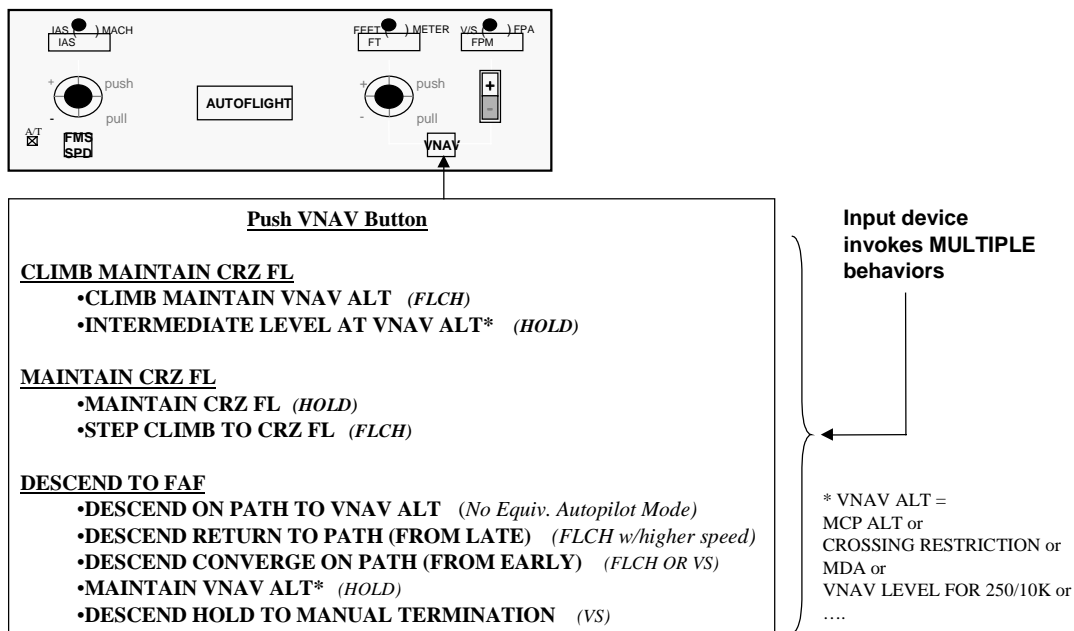 IAS ( ) MACH
IAS
FEET ( ) METER
FT
V/S ( ) FPA
FPM
+ push
- pull
A/T
FMS
SPD
AUTOFLIGHT
+ push
- pull
+
-
VNAV
Push VNAV Button
CLIMB MAINTAIN CRZ FL
•CLIMB MAINTAIN VNAV ALT (FLCH)
•INTERMEDIATE LEVEL AT VNAV ALT* (HOLD)
MAINTAIN CRZ FL
•MAINTAIN CRZ FL (HOLD)
•STEP CLIMB TO CRZ FL (FLCH)
DESCEND TO FAF
•DESCEND ON PATH TO VNAV ALT (No Equiv. Autopilot Mode)
•DESCEND RETURN TO PATH (FROM LATE) (FLCH w/higher speed)
•DESCEND CONVERGE ON PATH (FROM EARLY) (FLCH OR VS)
•MAINTAIN VNAV ALT* (HOLD)
•DESCEND HOLD TO MANUAL TERMINATION (VS)
Input device
invokes MULTIPLE
behaviors
* VNAV ALT =
MCP ALT or
CROSSING RESTRICTION or
MDA or
VNAV LEVEL FOR 250/10K or
….